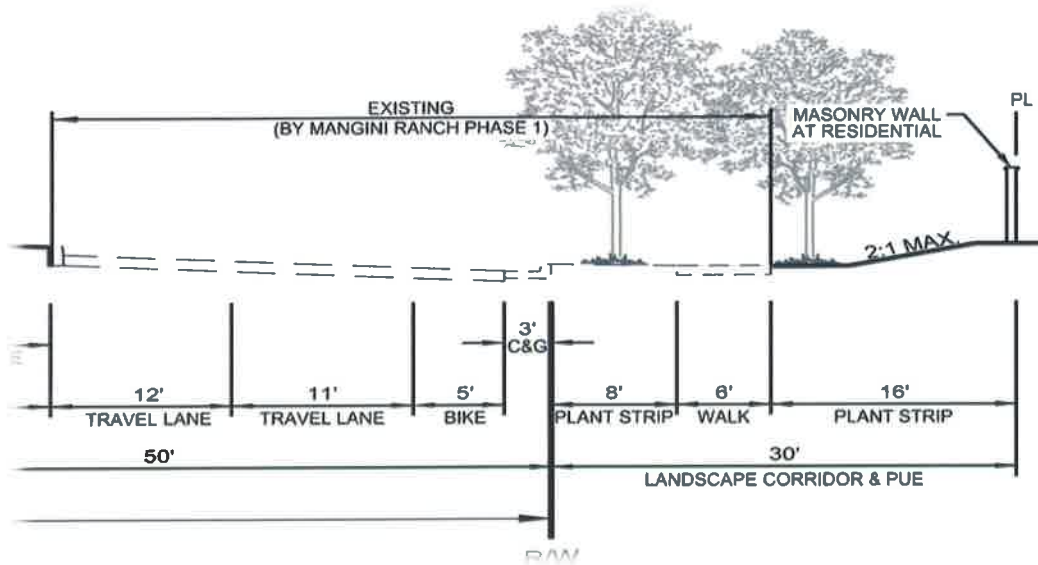 EXISTING
(BY MANGINI RANCH PHASE 1)
MASONRY WALL
AT RESIDENTIAL
PL
2:1 MAX.
3'
C&G
12'
TRAVEL LANE
11'
TRAVEL LANE
5'
BIKE
8'
PLANT STRIP
6'
WALK
16'
PLANT STRIP
50'
30'
LANDSCAPE CORRIDOR & PUE
R/W